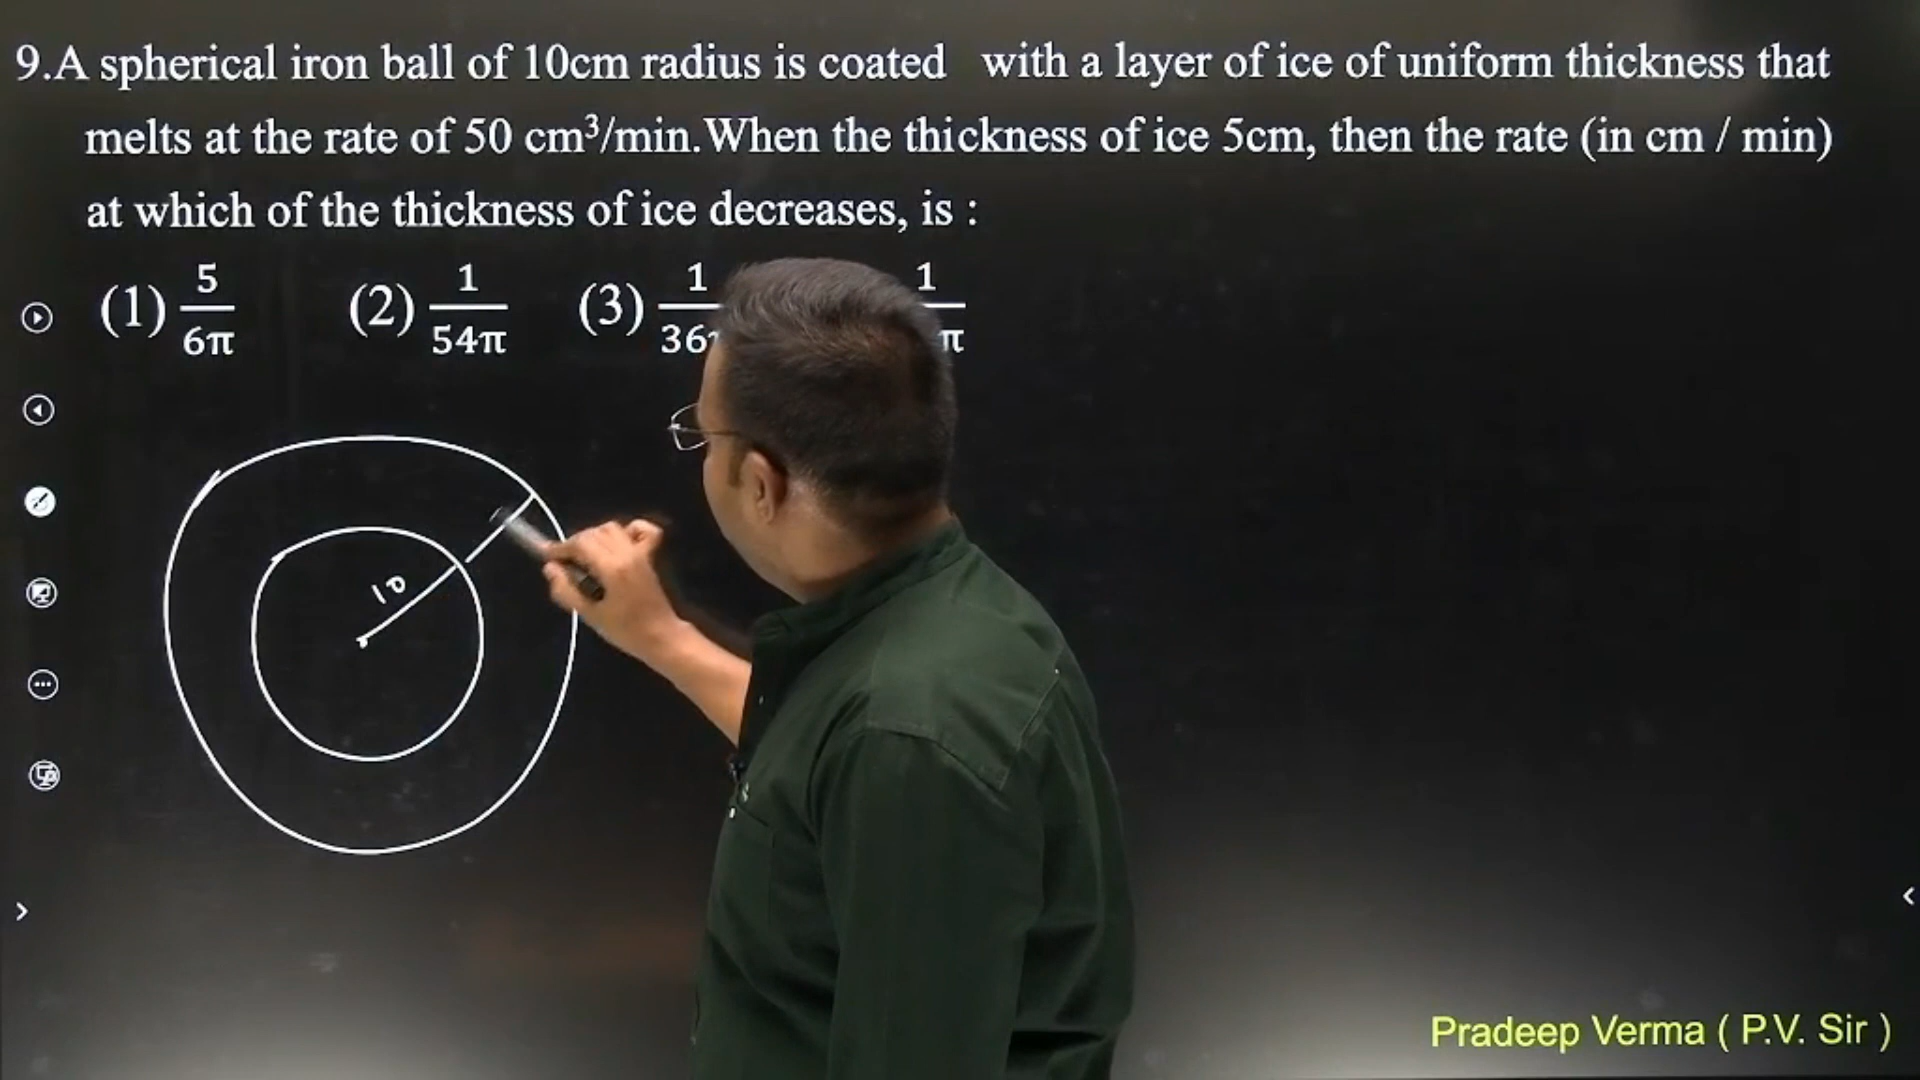 9.A spherical iron ball of 10cm radius is coated with a layer of ice of uniform thickness that
melts at the rate of 50 cm³/min.When the thickness of ice 5cm, then the rate (in cm / min)
at which of the thickness of ice decreases, is :
(1) 5/6π (2) 1/54π (3) 1/36 1/π
10
Pradeep Verma ( P.V. Sir )